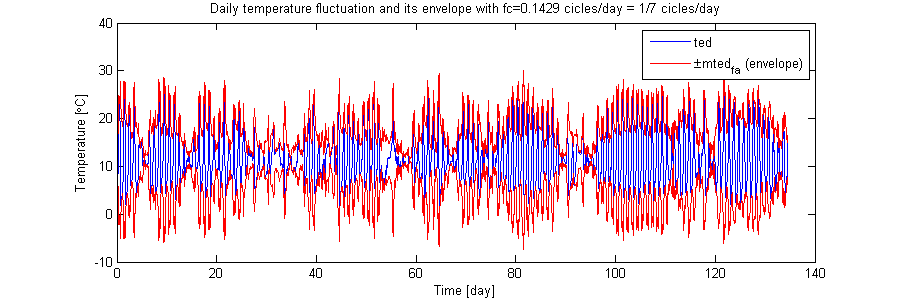 Daily temperature fluctuation and its envelope with fc=0.1429 cicles/day = 1/7 cicles/day
40
30
20
10
0
-10
Temperature [ºC]
ted
±mted_fa (envelope)
0
20
40
60
80
100
120
140
Time [day]